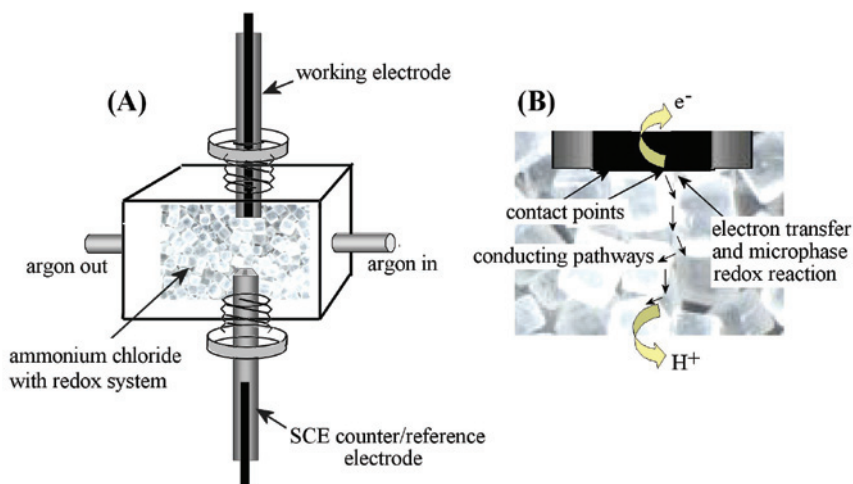 (A)
working electrode
argon out
argon in
ammonium chloride
with redox system
SCE counter/reference
electrode
(B)
e-
contact points
electron transfer
and microphase
redox reaction
conducting pathways
H+